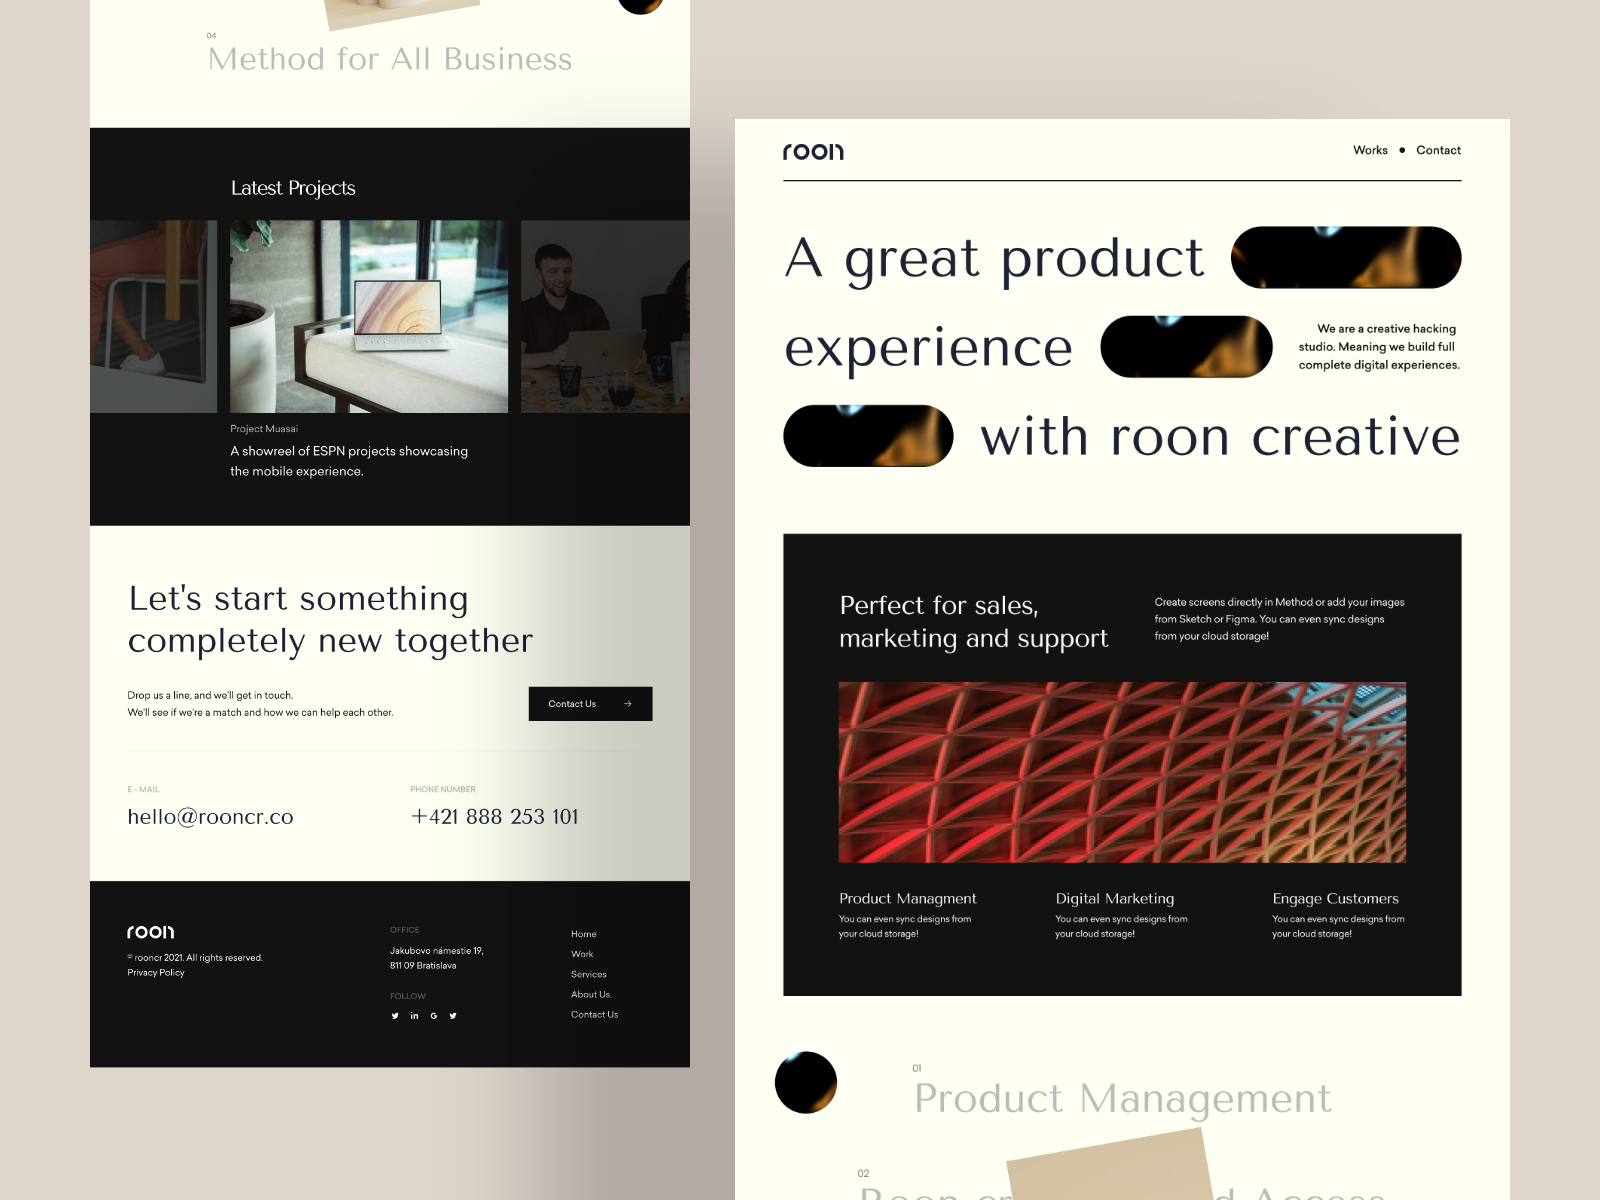 04
Method for All Business
Latest Projects
Project Muasai
A showreel of ESPN projects showcasing
the mobile experience.
Let's start something
completely new together
Drop us a line, and we'll get in touch.
We'll see if we're a match and how we can help each other.
Contact Us →
E - MAIL
hello@rooncr.co
PHONE NUMBER
+421 888 253 101
roon
© rooncr 2021. All rights reserved.
Privacy Policy
OFFICE
Jakubovo námestie 19,
811 09 Bratislava
FOLLOW
Home
Work
Services
About Us
Contact Us
roon
Works • Contact
A great product
experience
We are a creative hacking
studio. Meaning we build full
complete digital experiences.
with roon creative
Perfect for sales,
marketing and support
Create screens directly in Method or add your images
from Sketch or Figma. You can even sync designs
from your cloud storage!
Product Managment
You can even sync designs from
your cloud storage!
Digital Marketing
You can even sync designs from
your cloud storage!
Engage Customers
You can even sync designs from
your cloud storage!
01
Product Management
02
Roon
Access